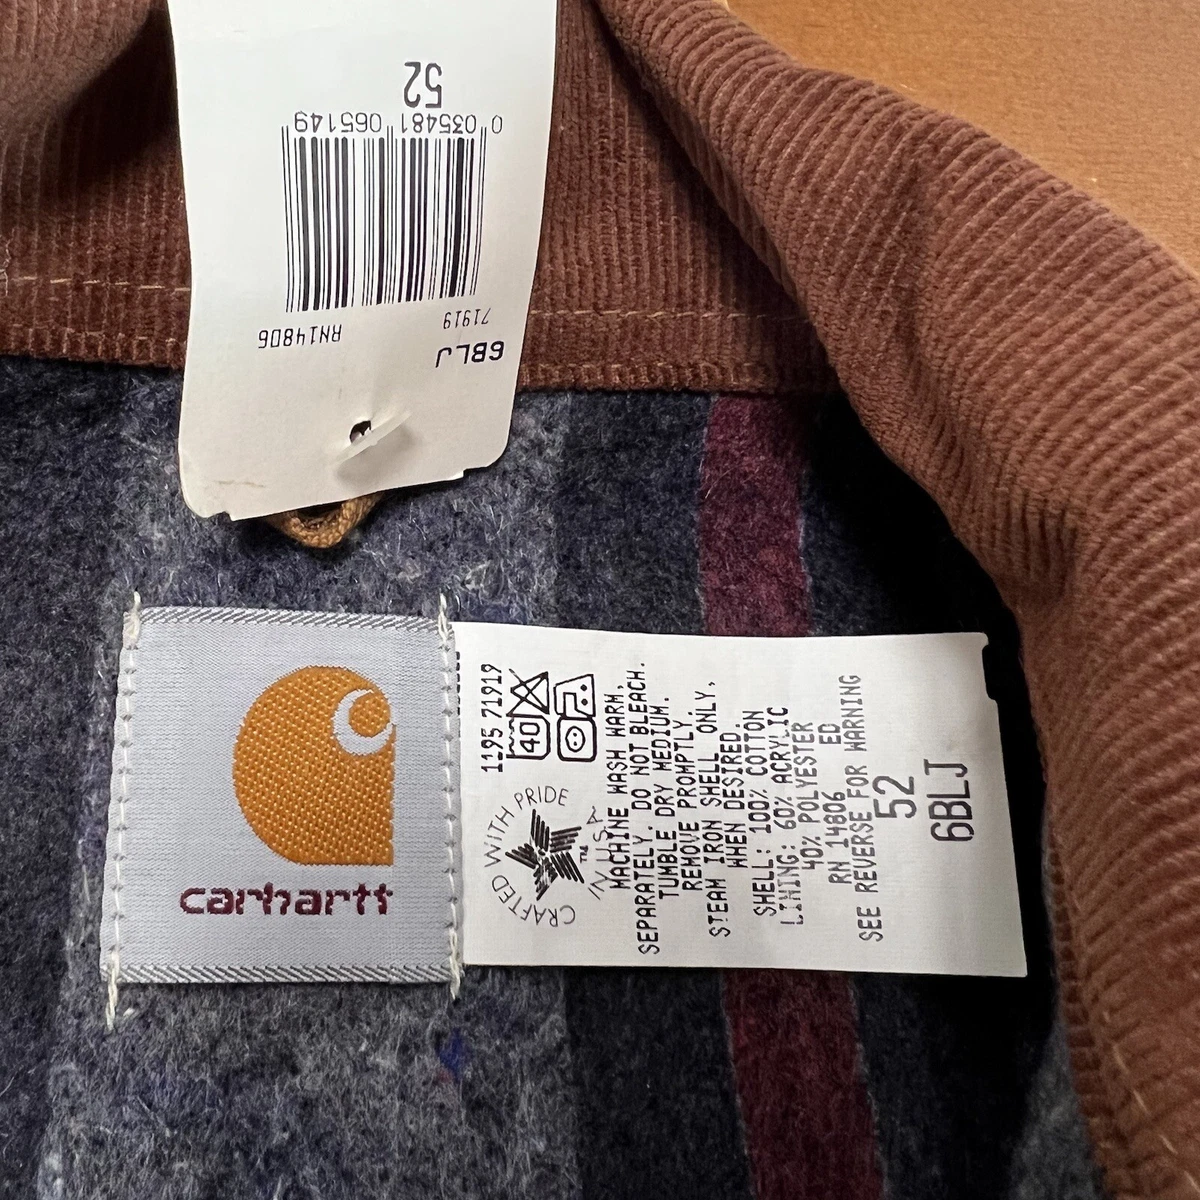 52
0 035481 065149
71919
RN14806
6BLJ
carhartt
1195 71919
40
CRAFTED WITH PRIDE
IN U.S.A.
TM
MACHINE WASH WARM,
SEPARATELY. DO NOT BLEACH.
TUMBLE DRY MEDIUM.
REMOVE PROMPTLY.
STEAM IRON SHELL ONLY,
WHEN DESIRED.
SHELL: 100% COTTON
LINING: 60% ACRYLIC
40% POLYESTER
RN 14806 ED
SEE REVERSE FOR WARNING
52
6BLJ